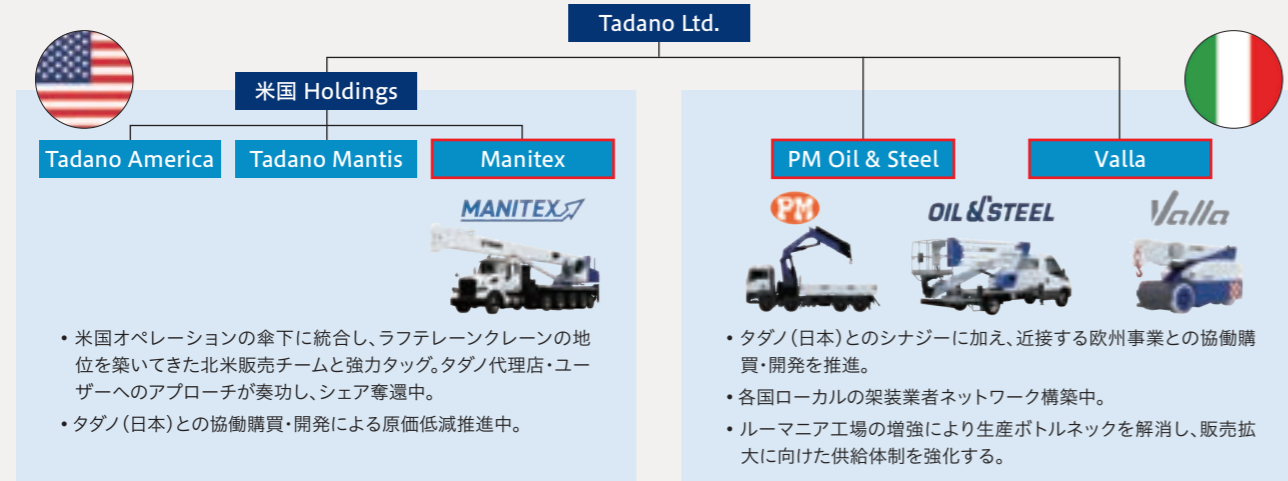 Tadano Ltd.
米国 Holdings
Tadano America
Tadano Mantis
Manitex
MANITEX
・米国オペレーションの傘下に統合し、ラフテレーンクレーンの地
位を築いてきた北米販売チームと強力タッグ。タダノ代理店・ユー
ザーへのアプローチが奏功し、シェア奪還中。
・タダノ（日本）との協働購買・開発による原価低減推進中。
PM Oil & Steel
Valla
PM
OIL & STEEL
Valla
・タダノ（日本）とのシナジーに加え、近接する欧州事業との協働購
買・開発を推進。
・各国ローカルの架装業者ネットワーク構築中。
・ルーマニア工場の増強により生産ボトルネックを解消し、販売拡
大に向けた供給体制を強化する。